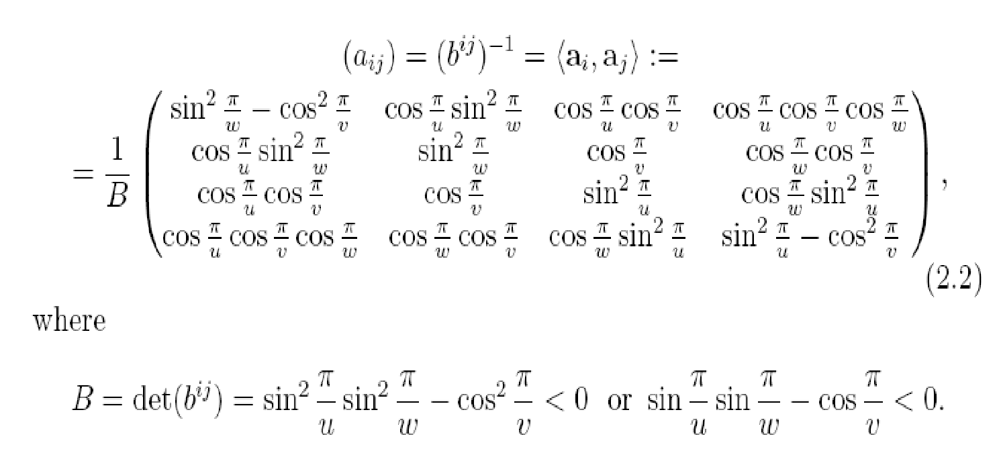 $(a_{ij}) = (b^{ij})^{-1} = \langle \mathbf{a}_i, \mathbf{a}_j \rangle :=$
$= \frac{1}{B} \begin{pmatrix} \sin^2 \frac{\pi}{w} - \cos^2 \frac{\pi}{v} & \cos \frac{\pi}{u} \sin^2 \frac{\pi}{w} & \cos \frac{\pi}{u} \cos \frac{\pi}{v} & \cos \frac{\pi}{u} \cos \frac{\pi}{v} \cos \frac{\pi}{w} \\ \cos \frac{\pi}{u} \sin^2 \frac{\pi}{w} & \sin^2 \frac{\pi}{w} & \cos \frac{\pi}{v} & \cos \frac{\pi}{w} \cos \frac{\pi}{v} \\ \cos \frac{\pi}{u} \cos \frac{\pi}{v} & \cos \frac{\pi}{v} & \sin^2 \frac{\pi}{u} & \cos \frac{\pi}{w} \sin^2 \frac{\pi}{u} \\ \cos \frac{\pi}{u} \cos \frac{\pi}{v} \cos \frac{\pi}{w} & \cos \frac{\pi}{w} \cos \frac{\pi}{v} & \cos \frac{\pi}{w} \sin^2 \frac{\pi}{u} & \sin^2 \frac{\pi}{u} - \cos^2 \frac{\pi}{v} \end{pmatrix},$
(2.2)
where
$B = \det(b^{ij}) = \sin^2 \frac{\pi}{u} \sin^2 \frac{\pi}{w} - \cos^2 \frac{\pi}{v} < 0$ or $\sin \frac{\pi}{u} \sin \frac{\pi}{w} - \cos \frac{\pi}{v} < 0.$